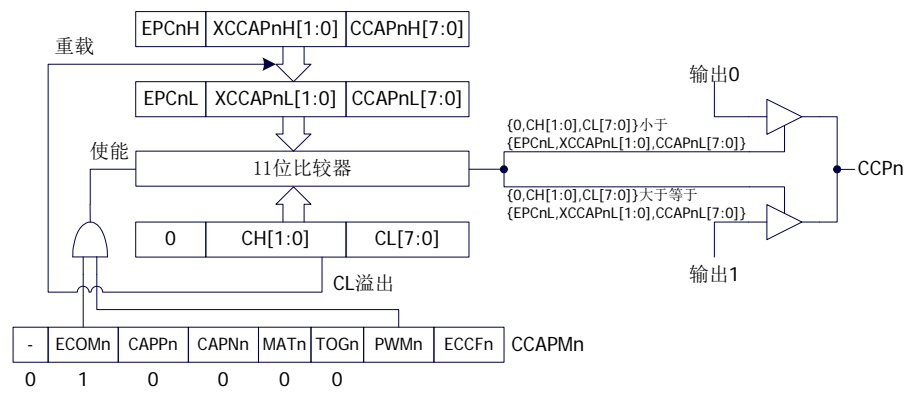 EPCnH XCCAPnH[1:0] CCAPnH[7:0]
重载
EPCnL XCCAPnL[1:0] CCAPnL[7:0]
输出0
{0,CH[1:0],CL[7:0]}小于
{EPCnL,XCCAPnL[1:0],CCAPnL[7:0]}
使能
11位比较器
CCPn
{0,CH[1:0],CL[7:0]}大于等于
{EPCnL,XCCAPnL[1:0],CCAPnL[7:0]}
0 CH[1:0] CL[7:0]
输出1
CL溢出
- ECOMn CAPPn CAPNn MATn TOGn PWMn ECCFn CCAPMn
0 1 0 0 0 0